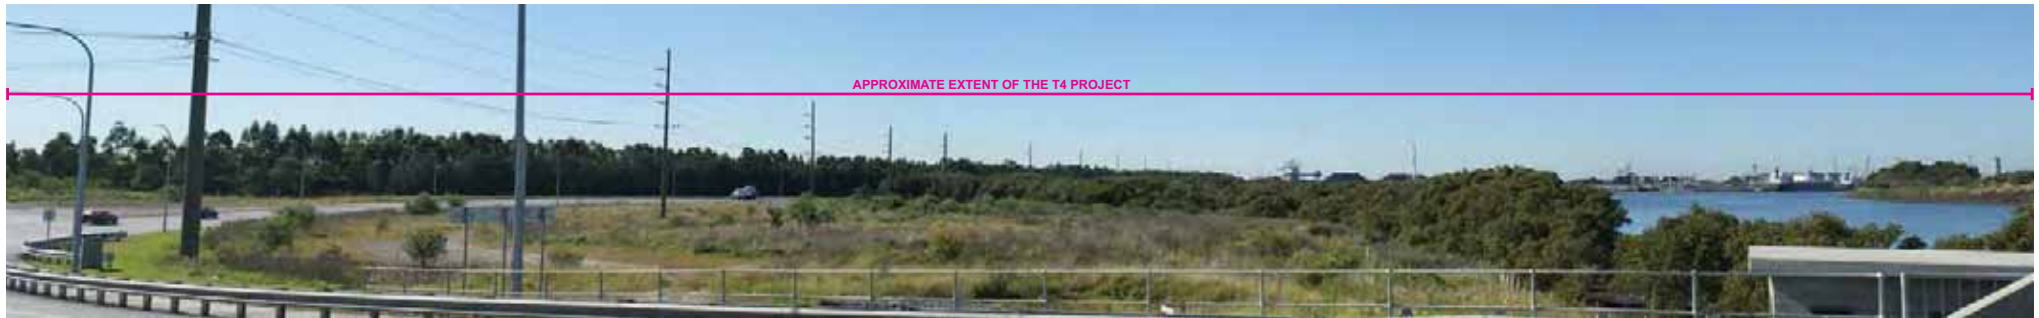 APPROXIMATE EXTENT OF THE T4 PROJECT